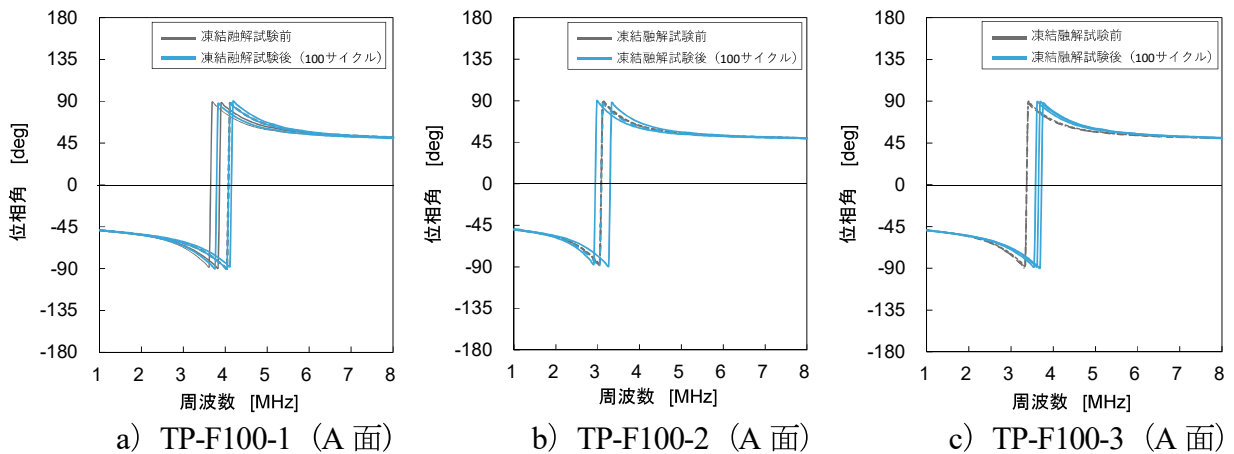 180
135
90
45
0
-45
-90
-135
-180
位相角 [deg]
凍結融解試験前
凍結融解試験後（100サイクル）
1 2 3 4 5 6 7 8
周波数 [MHz]
a）TP-F100-1（A 面）
180
135
90
45
0
-45
-90
-135
-180
位相角 [deg]
凍結融解試験前
凍結融解試験後（100サイクル）
1 2 3 4 5 6 7 8
周波数 [MHz]
b）TP-F100-2（A 面）
180
135
90
45
0
-45
-90
-135
-180
位相角 [deg]
凍結融解試験前
凍結融解試験後（100サイクル）
1 2 3 4 5 6 7 8
周波数 [MHz]
c）TP-F100-3（A 面）